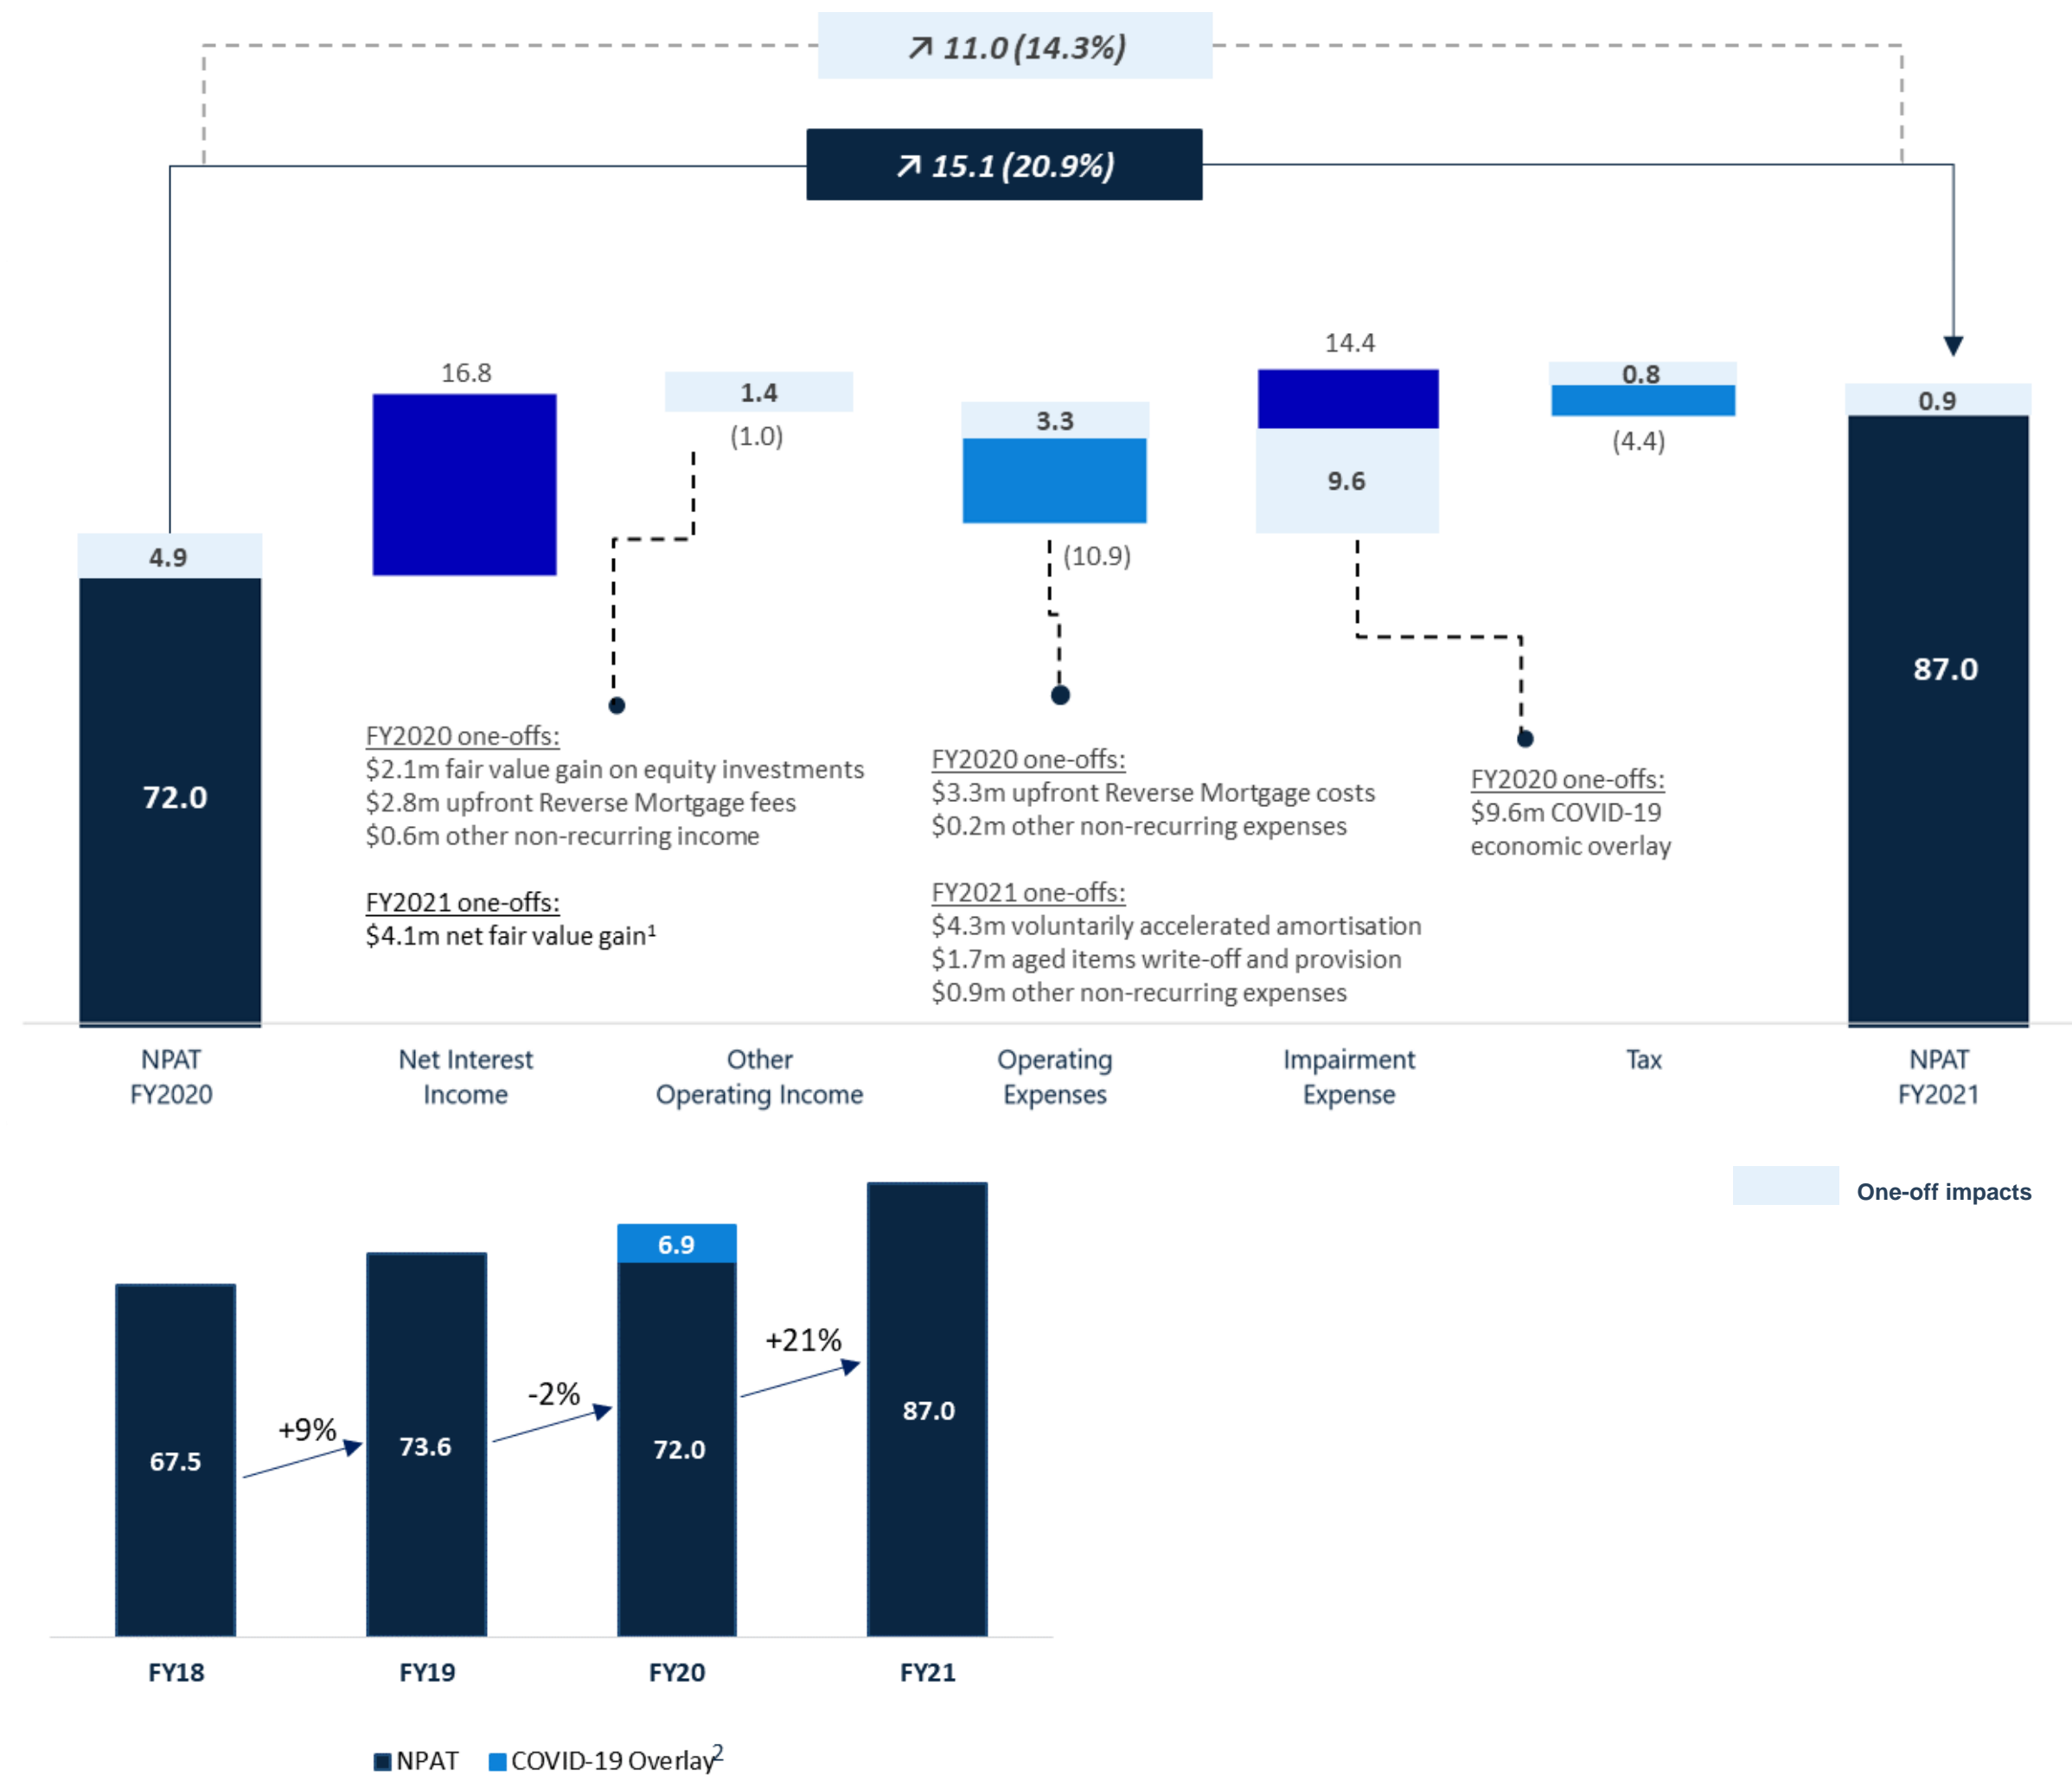 ↗ 11.0 (14.3%)
↗ 15.1 (20.9%)
4.9
72.0
16.8
1.4
(1.0)
3.3
(10.9)
14.4
9.6
0.8
(4.4)
0.9
87.0
FY2020 one-offs:
$2.1m fair value gain on equity investments
$2.8m upfront Reverse Mortgage fees
$0.6m other non-recurring income
FY2021 one-offs:
$4.1m net fair value gain¹
FY2020 one-offs:
$3.3m upfront Reverse Mortgage costs
$0.2m other non-recurring expenses
FY2021 one-offs:
$4.3m voluntarily accelerated amortisation
$1.7m aged items write-off and provision
$0.9m other non-recurring expenses
FY2020 one-offs:
$9.6m COVID-19
economic overlay
NPAT
FY2020
Net Interest
Income
Other
Operating Income
Operating
Expenses
Impairment
Expense
Tax
NPAT
FY2021
One-off impacts
67.5
+9%
73.6
-2%
6.9
72.0
+21%
87.0
FY18
FY19
FY20
FY21
NPAT
COVID-19 Overlay²